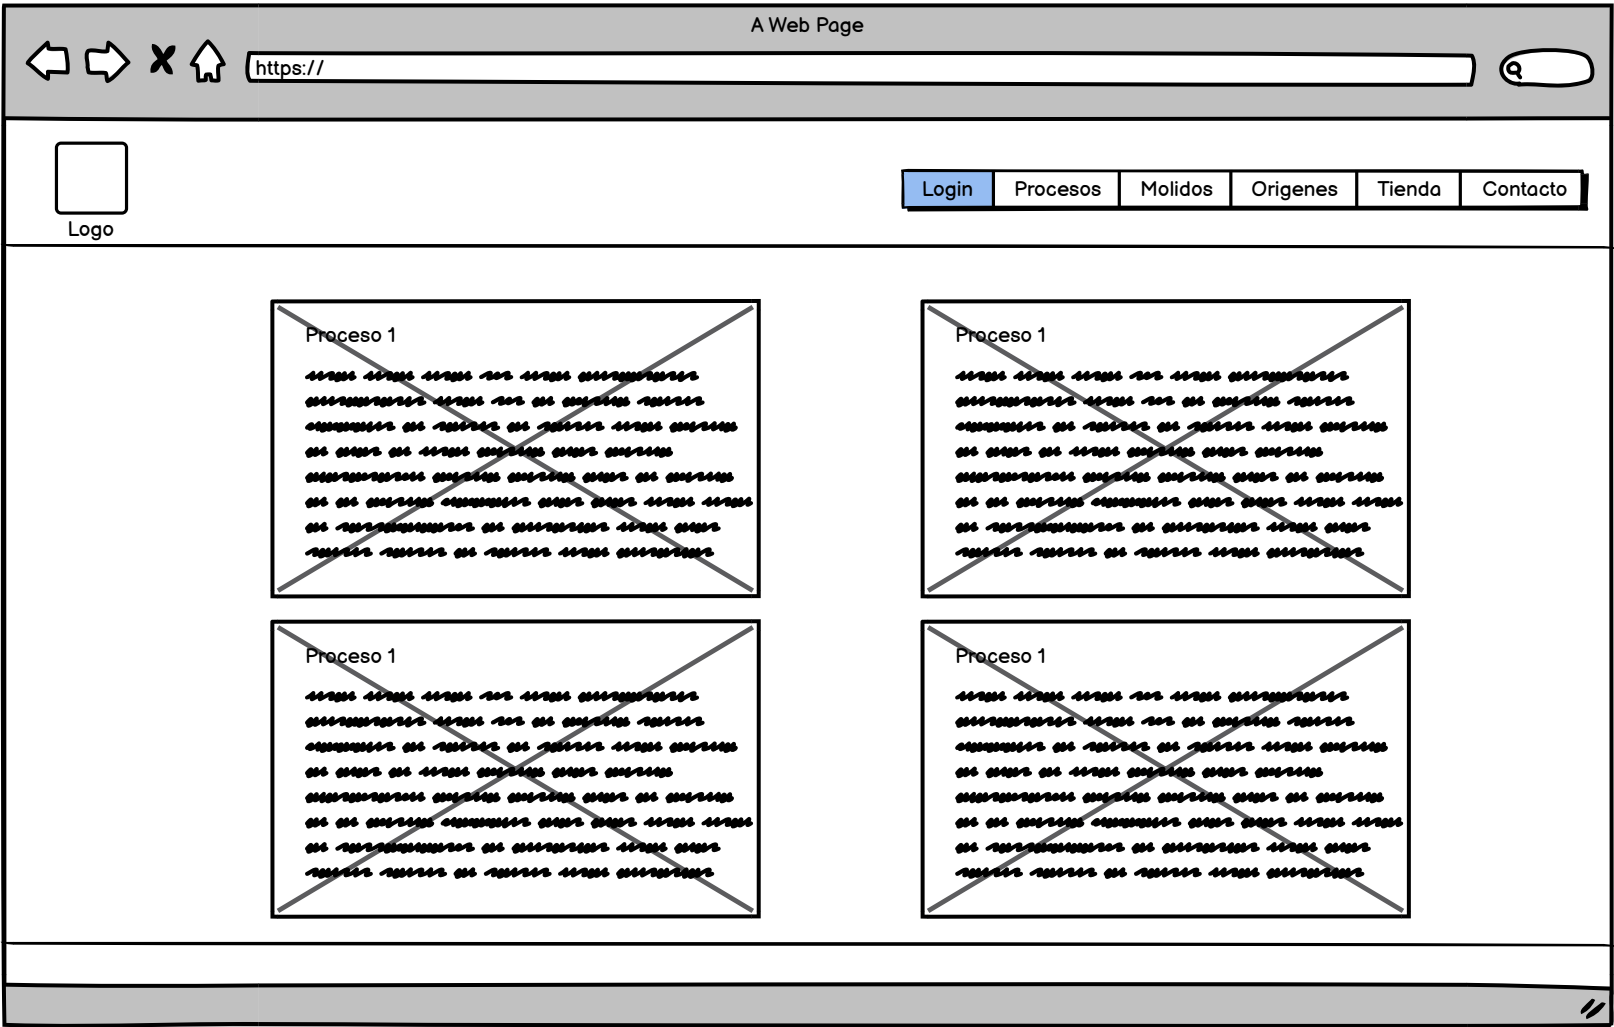 A Web Page
https://
Login Procesos Molidos Origenes Tienda Contacto
Logo
Proceso 1
Proceso 1
Proceso 1
Proceso 1